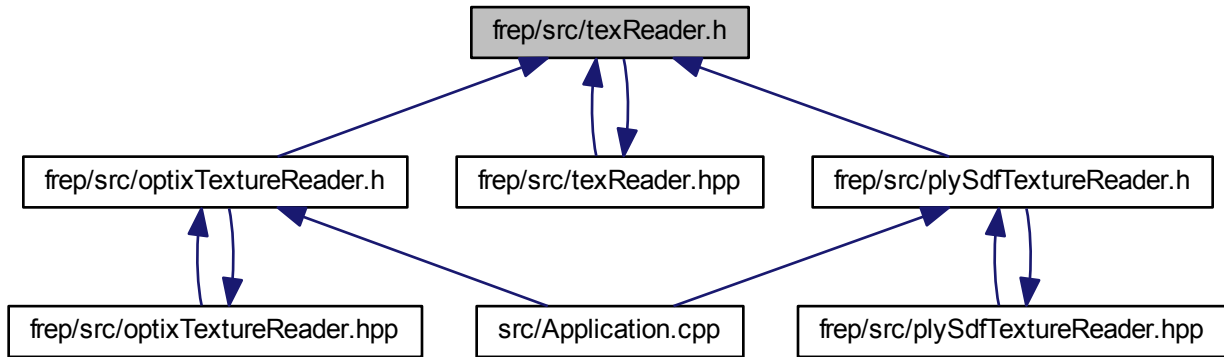 frep/src/texReader.h
frep/src/optixTextureReader.h
frep/src/texReader.hpp
frep/src/plySdfTextureReader.h
frep/src/optixTextureReader.hpp
src/Application.cpp
frep/src/plySdfTextureReader.hpp